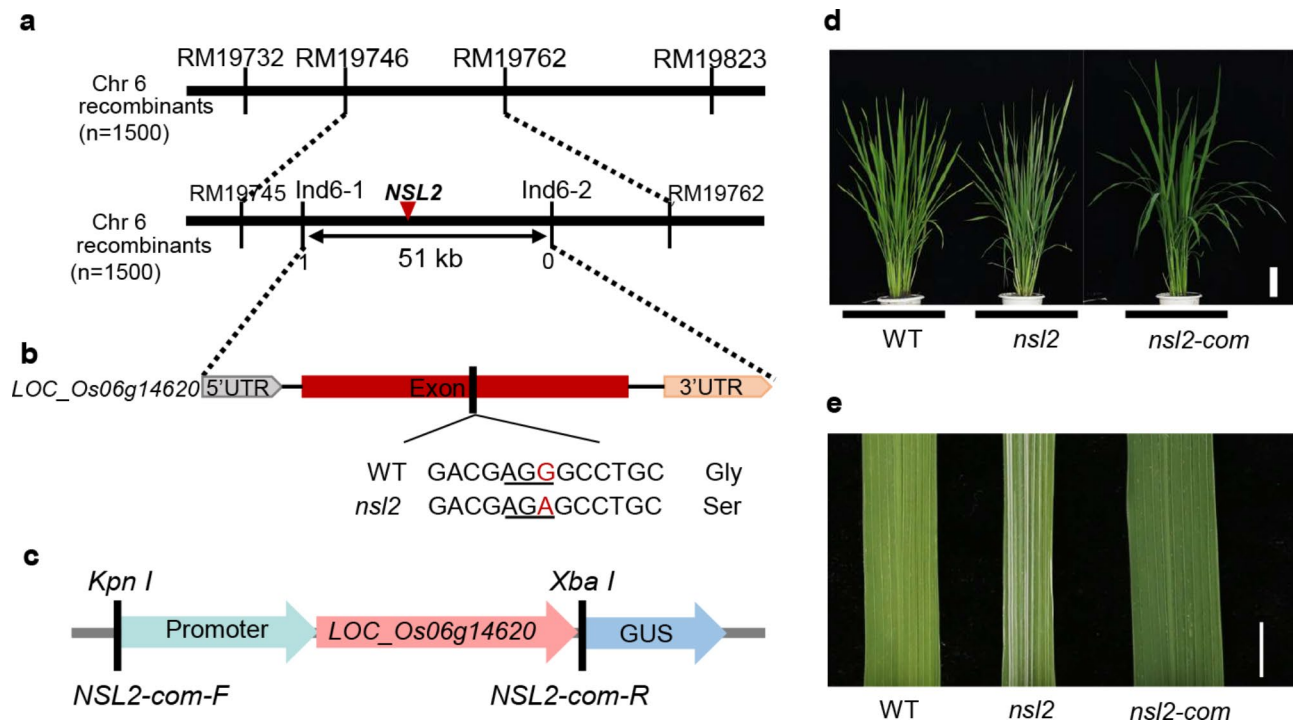 a
RM19732 RM19746 RM19762 RM19823
Chr 6
recombinants
(n=1500)
RM19745 Ind6-1 NSL2 Ind6-2 RM19762
Chr 6
recombinants
(n=1500)
1 51 kb 0
b
LOC_Os06g14620 5'UTR Exon 3'UTR
WT GACGAGGGCCTGC Gly
nsl2 GACGAGAGCCTGC Ser
c
Kpn I Xba I
Promoter LOC_Os06g14620 GUS
NSL2-com-F NSL2-com-R
d
WT nsl2 nsl2-com
e
WT nsl2 nsl2-com